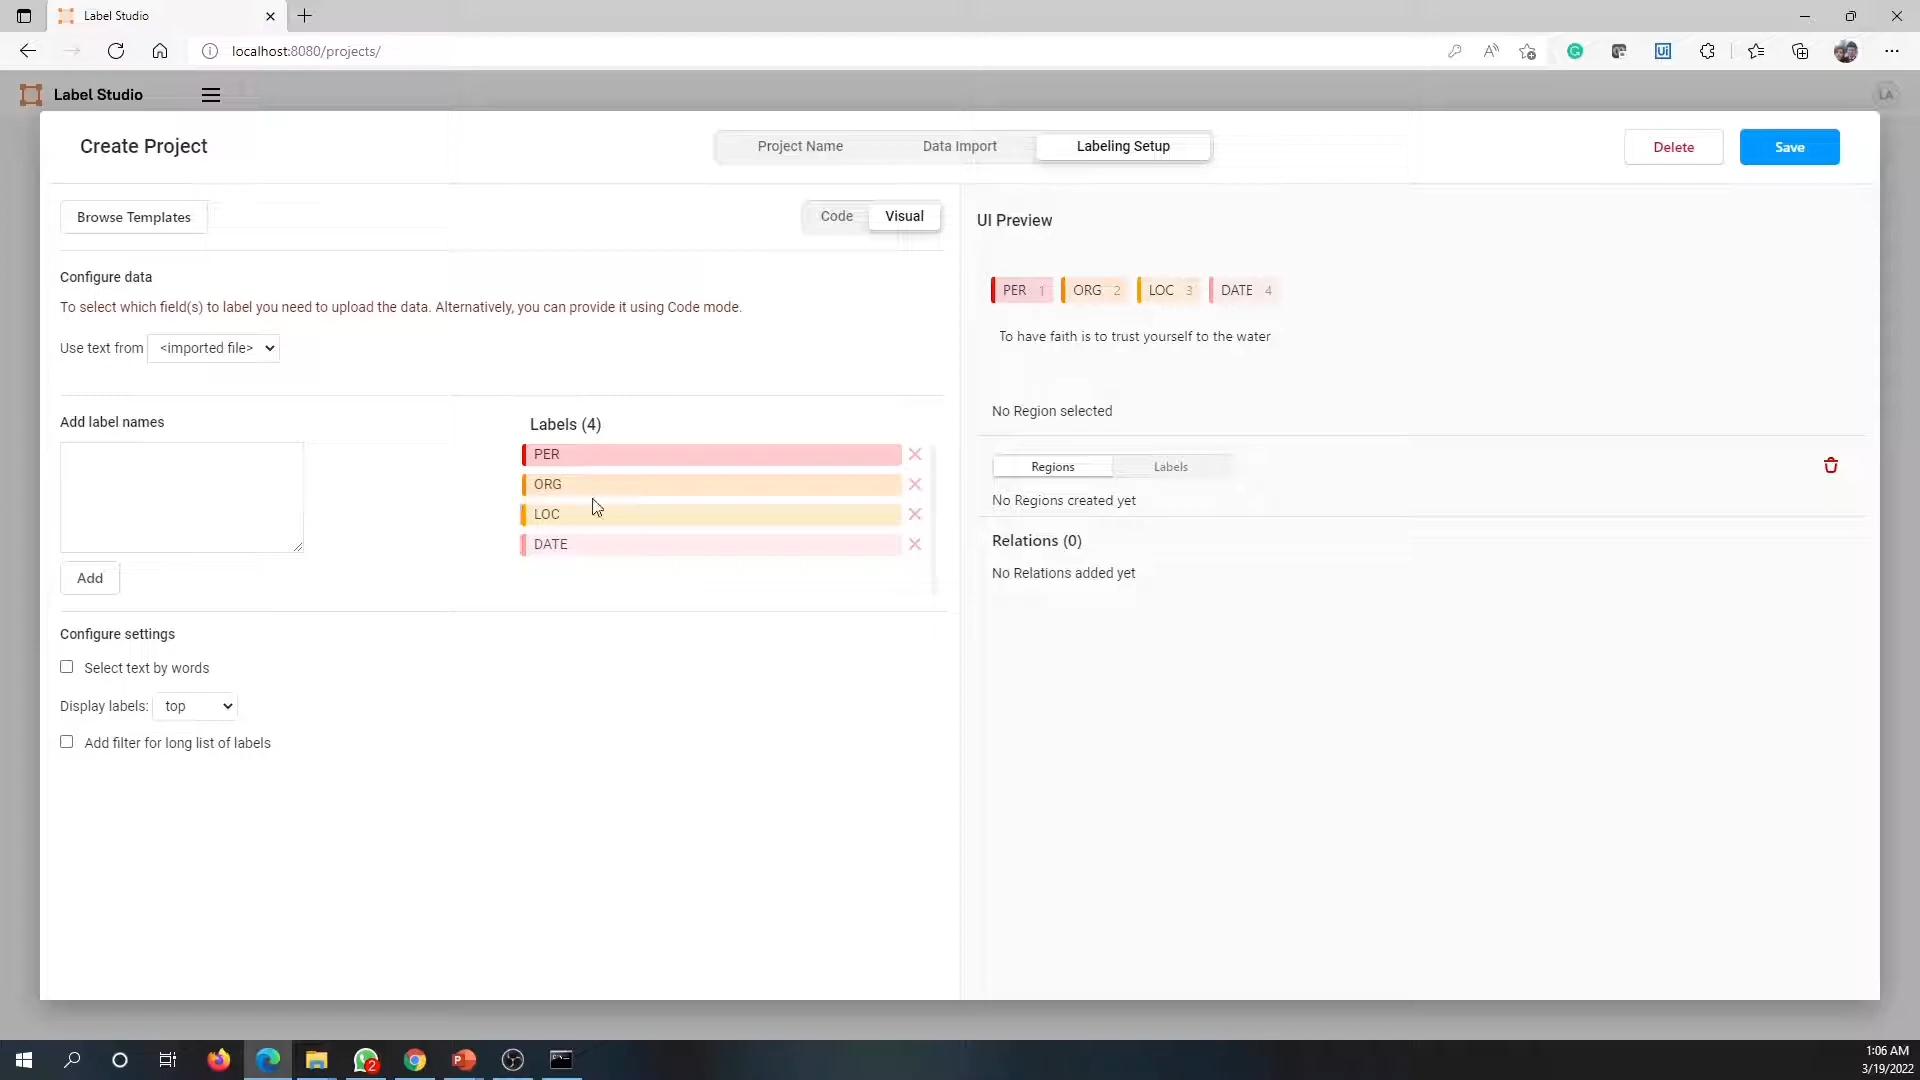 Label Studio
localhost:8080/projects/
Label Studio
LA
Create Project
Project Name
Data Import
Labeling Setup
Delete
Save
Browse Templates
Code
Visual
Configure data
To select which field(s) to label you need to upload the data. Alternatively, you can provide it using Code mode.
Use text from <imported file>
Add label names
Add
Labels (4)
PER
ORG
LOC
DATE
Configure settings
Select text by words
Display labels: top
Add filter for long list of labels
UI Preview
PER 1 ORG 2 LOC 3 DATE 4
To have faith is to trust yourself to the water
No Region selected
Regions Labels
No Regions created yet
Relations (0)
No Relations added yet
2
1:06 AM
3/19/2022